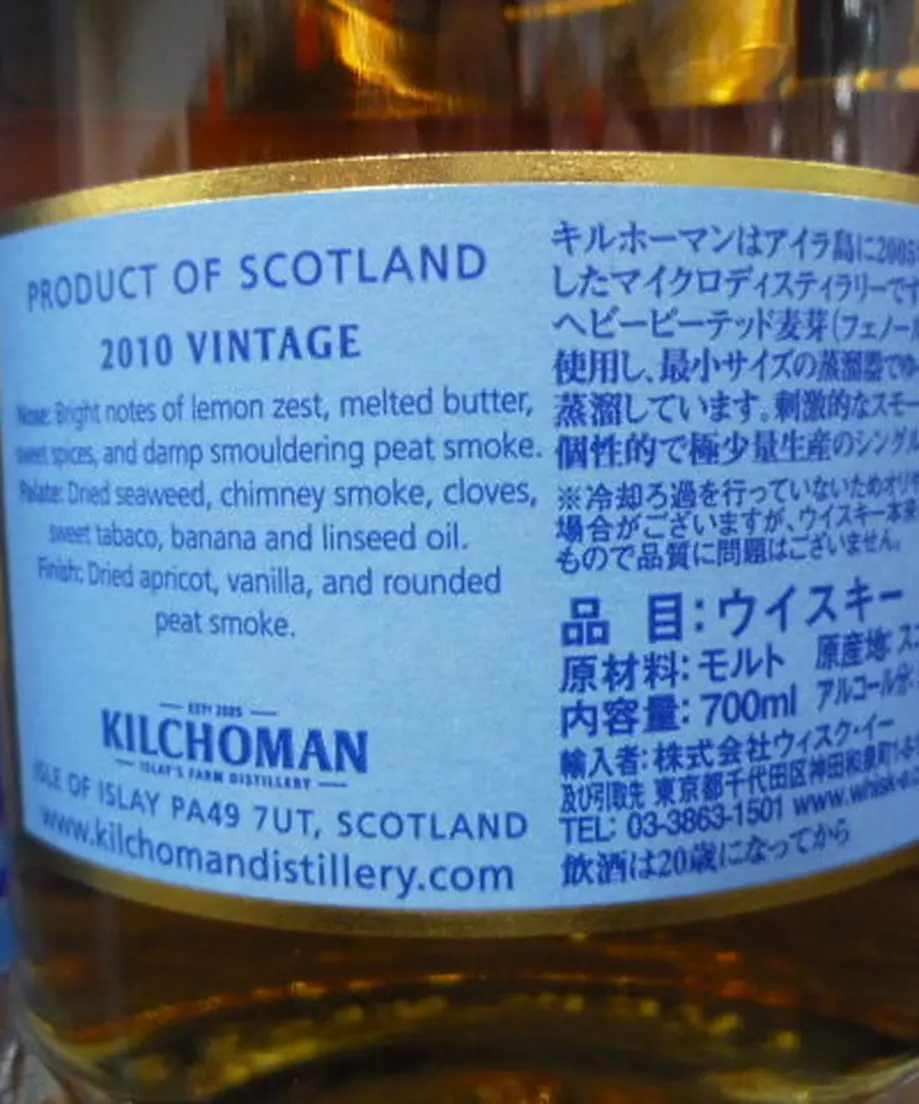 PRODUCT OF SCOTLAND
2010 VINTAGE
Nose: Bright notes of lemon zest, melted butter,
sweet spices, and damp smouldering peat smoke.
Palate: Dried seaweed, chimney smoke, cloves,
sweet tabaco, banana and linseed oil.
Finish: Dried apricot, vanilla, and rounded
peat smoke.
ESTD 2005
KILCHOMAN
ISLAY'S FARM DISTILLERY
ISLE OF ISLAY PA49 7UT, SCOTLAND
www.kilchomandistillery.com
キルホーマンはアイラ島に2005
したマイクロディスティラリーです
ヘビーピーテッド麦芽(フェノール
使用し、最小サイズの蒸溜器でゆ
蒸溜しています。刺激的なスモー
個性的で極少量生産のシングル
※冷却ろ過を行っていないためオリ
場合がございますが、ウイスキー本来
もので品質に問題はございません。
品 目:ウイスキー
原材料:モルト 原産地:ス
内容量:700ml アルコール分:
輸入者:株式会社ウィスク・イー
及び引取先 東京都千代田区神田和泉町1-8-
TEL: 03-3863-1501 www.whisk-e
飲酒は20歳になってから